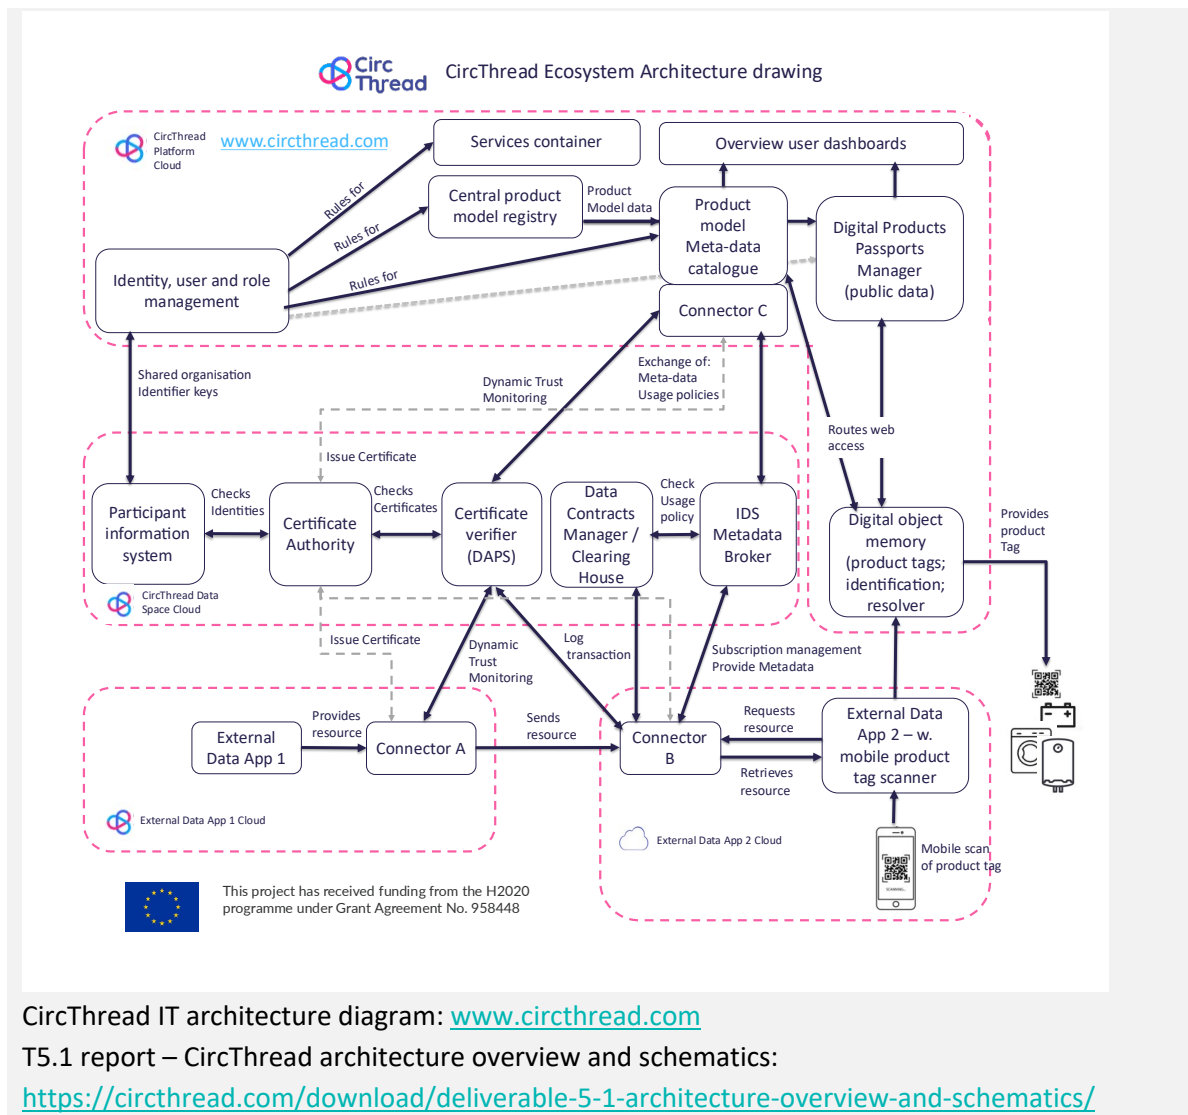 Circ
Thread
CircThread Ecosystem Architecture drawing
CircThread
Platform
Cloud
www.circthread.com
Services container
Overview user dashboards
Rules for
Central product
model registry
Product
Model data
Product
model
Meta-data
catalogue
Digital Products
Passports
Manager
(public data)
Rules for
Identity, user and role
management
Rules for
Connector C
Shared organisation
Identifier keys
Dynamic Trust
Monitoring
Exchange of:
Meta-data
Usage policies
Routes web
access
Issue Certificate
Participant
information
system
Checks
Identities
Certificate
Authority
Checks
Certificates
Certificate
verifier
(DAPS)
Data
Contracts
Manager /
Clearing
House
Check
Usage
policy
IDS
Metadata
Broker
Digital object
memory
(product tags;
identification;
resolver
Provides
product
Tag
CircThread Data
Space Cloud
Issue Certificate
Dynamic
Trust
Monitoring
Log
transaction
Subscription management
Provide Metadata
External
Data App 1
Provides
resource
Connector A
Sends
resource
Connector
B
Requests
resource
Retrieves
resource
External Data
App 2 – w.
mobile product
tag scanner
External Data App 1 Cloud
External Data App 2 Cloud
Mobile scan
of product tag
This project has received funding from the H2020
programme under Grant Agreement No. 958448
CircThread IT architecture diagram: www.circthread.com
T5.1 report – CircThread architecture overview and schematics:
https://circthread.com/download/deliverable-5-1-architecture-overview-and-schematics/